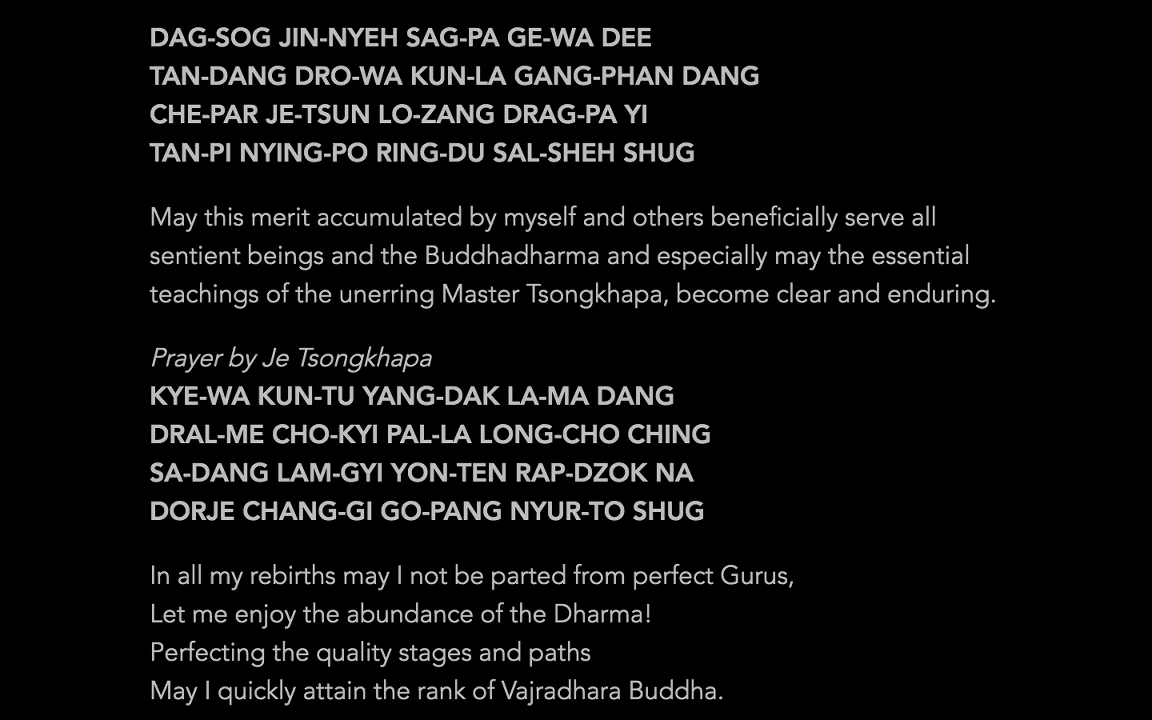 DAG-SOG JIN-NYEH SAG-PA GE-WA DEE
TAN-DANG DRO-WA KUN-LA GANG-PHAN DANG
CHE-PAR JE-TSUN LO-ZANG DRAG-PA YI
TAN-PI NYING-PO RING-DU SAL-SHEH SHUG
May this merit accumulated by myself and others beneficially serve all
sentient beings and the Buddhadharma and especially may the essential
teachings of the unerring Master Tsongkhapa, become clear and enduring.
Prayer by Je Tsongkhapa
KYE-WA KUN-TU YANG-DAK LA-MA DANG
DRAL-ME CHO-KYI PAL-LA LONG-CHO CHING
SA-DANG LAM-GYI YON-TEN RAP-DZOK NA
DORJE CHANG-GI GO-PANG NYUR-TO SHUG
In all my rebirths may I not be parted from perfect Gurus,
Let me enjoy the abundance of the Dharma!
Perfecting the quality stages and paths
May I quickly attain the rank of Vajradhara Buddha.